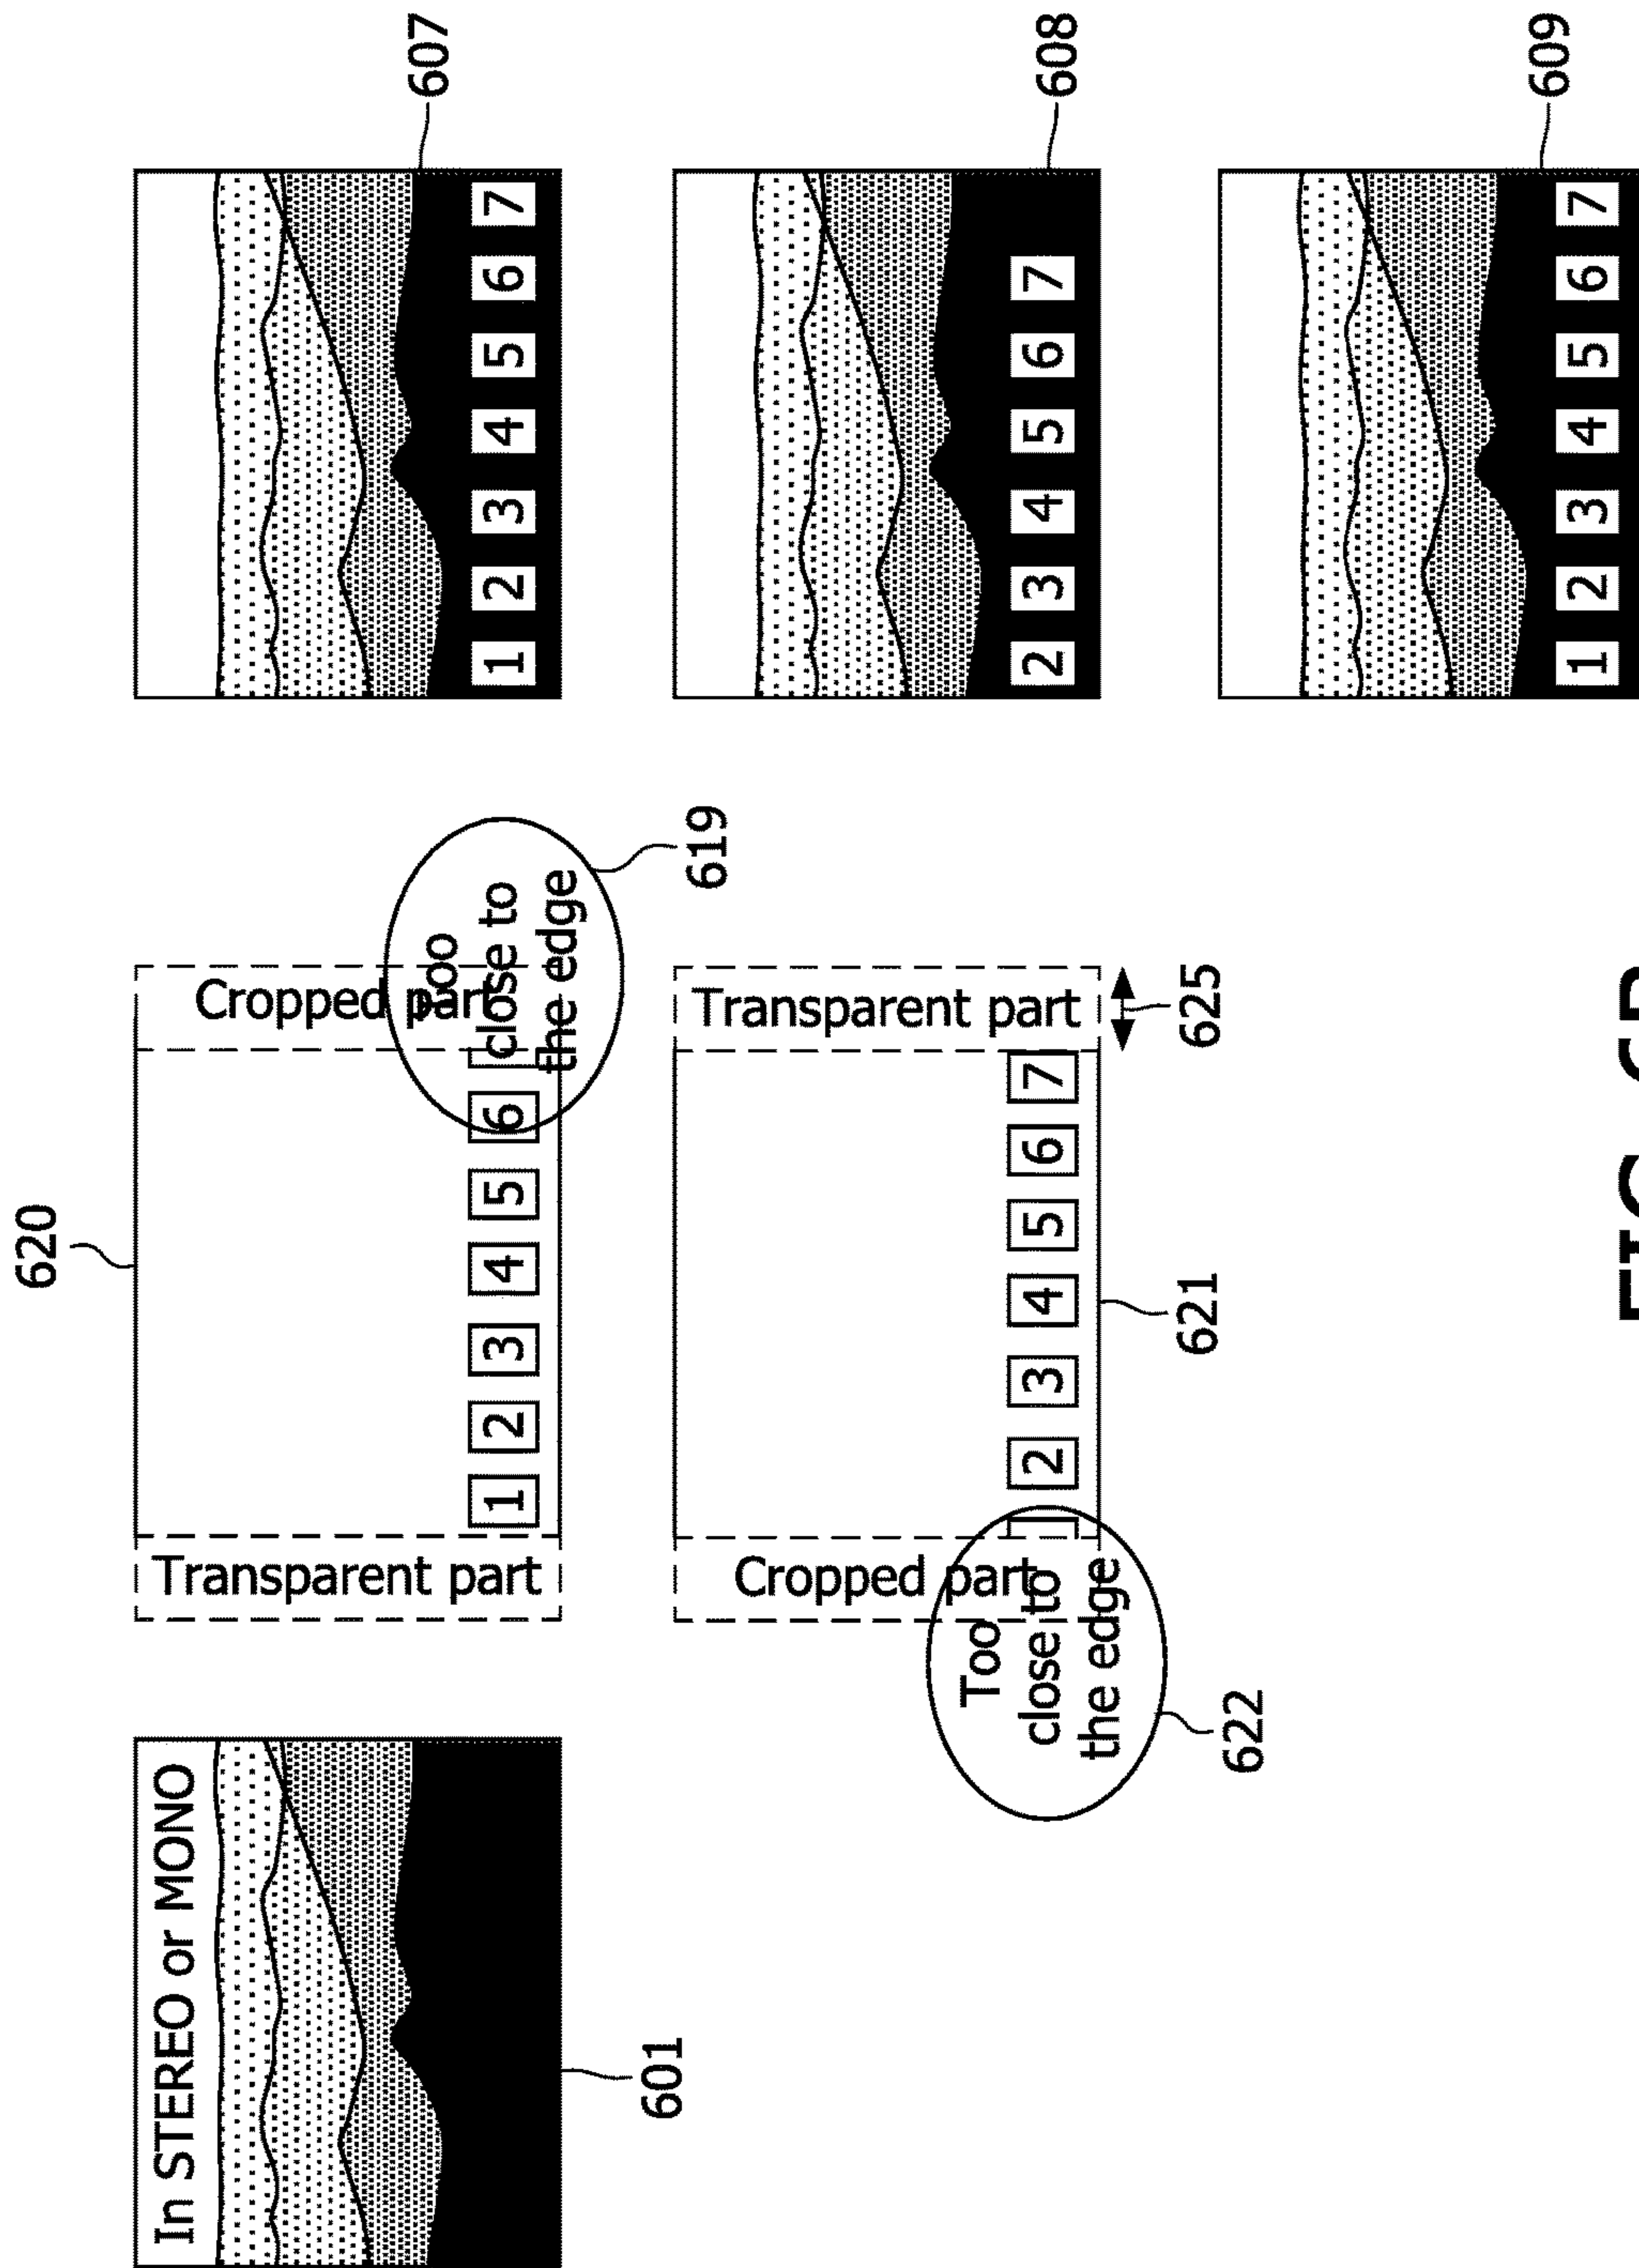 In STEREO or MONO
601
620
Transparent part
Cropped part
1 2 3 4 5 6
Too
close to
the edge
619
Cropped part
Transparent part
2 3 4 5 6 7
Too
close to
the edge
622
621
625
1 2 3 4 5 6 7
607
2 3 4 5 6 7
608
1 2 3 4 5 6 7
609